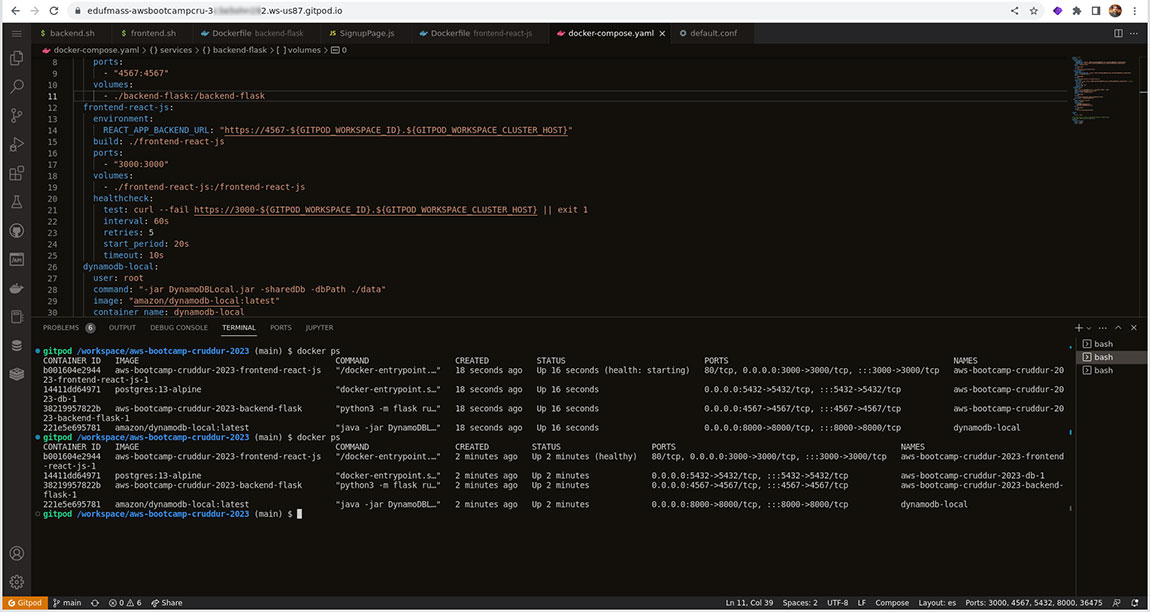 edufmass-awsbootcampcru-3 2.ws-us87.gitpod.io
$ backend.sh $ frontend.sh Dockerfile backend-flask JS SignupPage.js Dockerfile frontend-react-js docker-compose.yaml × default.conf
docker-compose.yaml > {} services > {} backend-flask > [ ] volumes > 0
8 ports:
9 - "4567:4567"
10 volumes:
11 - ./backend-flask:/backend-flask
12 frontend-react-js:
13 environment:
14 REACT_APP_BACKEND_URL: "https://4567-${GITPOD_WORKSPACE_ID}.${GITPOD_WORKSPACE_CLUSTER_HOST}"
15 build: ./frontend-react-js
16 ports:
17 - "3000:3000"
18 volumes:
19 - ./frontend-react-js:/frontend-react-js
20 healthcheck:
21 test: curl --fail https://3000-${GITPOD_WORKSPACE_ID}.${GITPOD_WORKSPACE_CLUSTER_HOST} || exit 1
22 interval: 60s
23 retries: 5
24 start_period: 20s
25 timeout: 10s
26 dynamodb-local:
27 user: root
28 command: "-jar DynamoDBLocal.jar -sharedDb -dbPath ./data"
29 image: "amazon/dynamodb-local:latest"
30 container_name: dynamodb-local
PROBLEMS 6 OUTPUT DEBUG CONSOLE TERMINAL PORTS JUPYTER
gitpod /workspace/aws-bootcamp-cruddur-2023 (main) $ docker ps
CONTAINER ID IMAGE COMMAND CREATED STATUS PORTS NAMES
b001604e2944 aws-bootcamp-cruddur-2023-frontend-react-js "/docker-entrypoint.…" 18 seconds ago Up 16 seconds (health: starting) 80/tcp, 0.0.0.0:3000->3000/tcp, :::3000->3000/tcp aws-bootcamp-cruddur-20
23-frontend-react-js-1
14411dd64971 postgres:13-alpine "docker-entrypoint.s…" 18 seconds ago Up 16 seconds 0.0.0.0:5432->5432/tcp, :::5432->5432/tcp aws-bootcamp-cruddur-20
23-db-1
38219957822b aws-bootcamp-cruddur-2023-backend-flask "python3 -m flask ru…" 18 seconds ago Up 16 seconds 0.0.0.0:4567->4567/tcp, :::4567->4567/tcp aws-bootcamp-cruddur-20
23-backend-flask-1
221e5e695781 amazon/dynamodb-local:latest "java -jar DynamoDBL…" 18 seconds ago Up 16 seconds 0.0.0.0:8000->8000/tcp, :::8000->8000/tcp dynamodb-local
gitpod /workspace/aws-bootcamp-cruddur-2023 (main) $ docker ps
CONTAINER ID IMAGE COMMAND CREATED STATUS PORTS NAMES
b001604e2944 aws-bootcamp-cruddur-2023-frontend-react-js "/docker-entrypoint.…" 2 minutes ago Up 2 minutes (healthy) 80/tcp, 0.0.0.0:3000->3000/tcp, :::3000->3000/tcp aws-bootcamp-cruddur-2023-frontend
-react-js-1
14411dd64971 postgres:13-alpine "docker-entrypoint.s…" 2 minutes ago Up 2 minutes 0.0.0.0:5432->5432/tcp, :::5432->5432/tcp aws-bootcamp-cruddur-2023-db-1
38219957822b aws-bootcamp-cruddur-2023-backend-flask "python3 -m flask ru…" 2 minutes ago Up 2 minutes 0.0.0.0:4567->4567/tcp, :::4567->4567/tcp aws-bootcamp-cruddur-2023-backend-
flask-1
221e5e695781 amazon/dynamodb-local:latest "java -jar DynamoDBL…" 2 minutes ago Up 2 minutes 0.0.0.0:8000->8000/tcp, :::8000->8000/tcp dynamodb-local
gitpod /workspace/aws-bootcamp-cruddur-2023 (main) $
bash
bash
bash
Gitpod main 0 6 Share Ln 11, Col 39 Spaces: 2 UTF-8 LF Compose Layout: es Ports: 3000, 4567, 5432, 8000, 36475